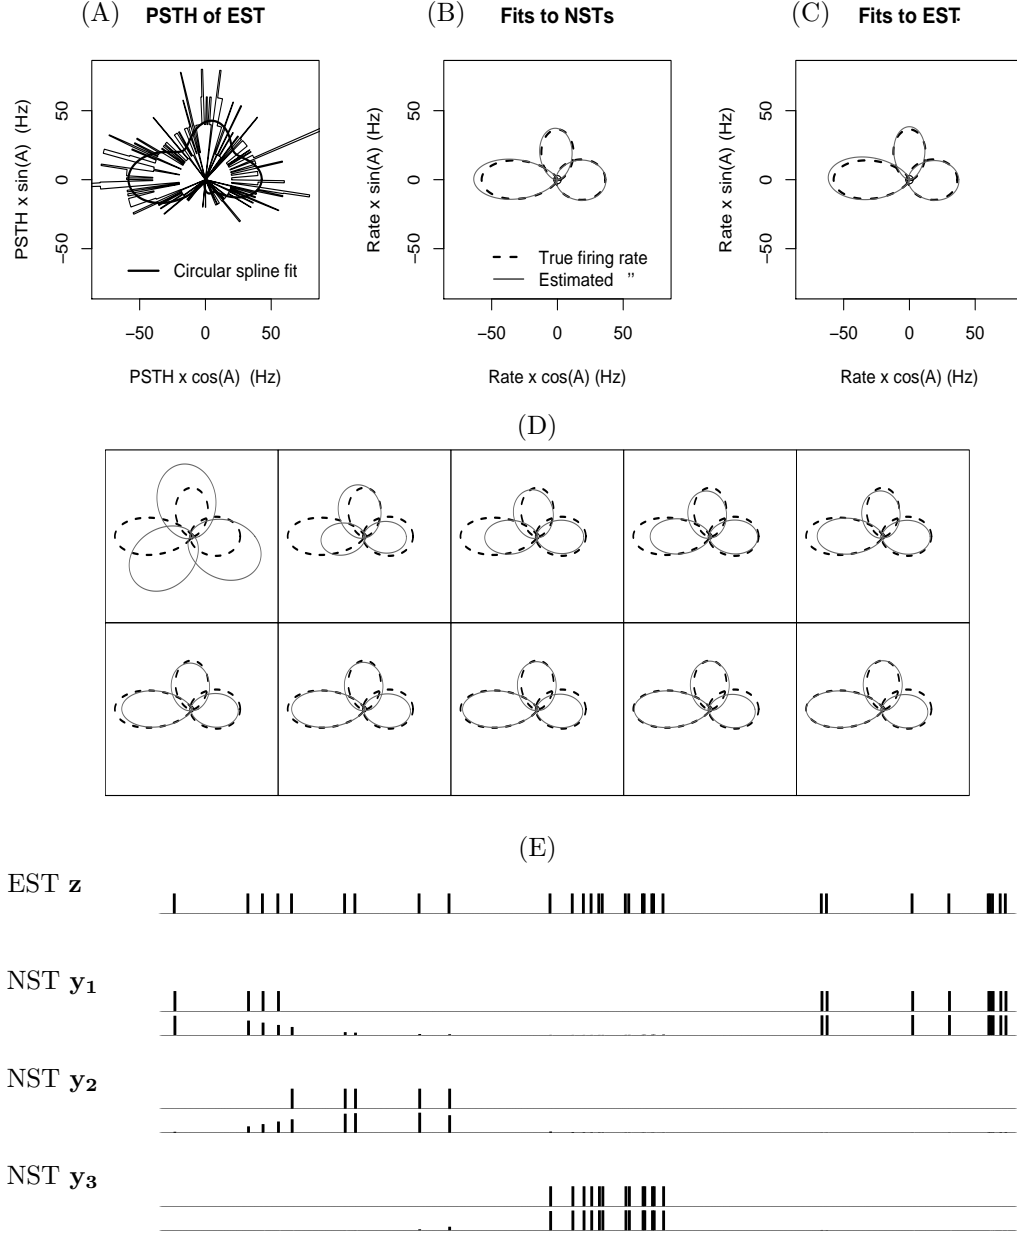 (A) PSTH of EST
(B) Fits to NSTs
(C) Fits to EST
PSTH x sin(A) (Hz)
50
0
−50
Circular spline fit
−50 0 50
PSTH x cos(A) (Hz)
Rate x sin(A) (Hz)
50
0
−50
True firing rate
Estimated "
−50 0 50
Rate x cos(A) (Hz)
Rate x sin(A) (Hz)
50
0
−50
−50 0 50
Rate x cos(A) (Hz)
(D)
(E)
EST z
NST y1
NST y2
NST y3